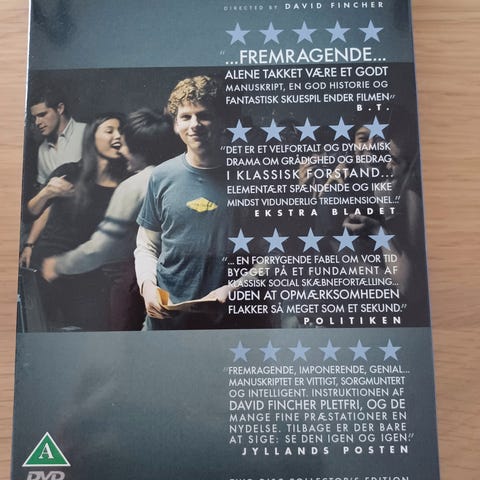 DIRECTED BY DAVID FINCHER
"...FREMRAGENDE...
ALENE TAKKET VÆRE ET GODT
MANUSKRIPT, EN GOD HISTORIE OG
FANTASTISK SKUESPIL ENDER FILMEN"
B.T.
"DET ER ET VELFORTALT OG DYNAMISK
DRAMA OM GRÅDIGHED OG BEDRAG
I KLASSISK FORSTAND...
ELEMENTÆRT SPÆNDENDE OG IKKE
MINDST VIDUNDERLIG TREDIMENSIONEL."
EKSTRA BLADET
"... EN FORRYGENDE FABEL OM VOR TID
BYGGET PÅ ET FUNDAMENT AF
KLASSISK SOCIAL SKÆBNEFORTÆLLING...
UDEN AT OPMÆRKSOMHEDEN
FLAKKER SÅ MEGET SOM ET SEKUND."
POLITIKEN
"FREMRAGENDE, IMPONERENDE, GENIAL...
MANUSKRIPTET ER VITTIGT, SORGMUNTERT
OG INTELLIGENT. INSTRUKTIONEN AF
DAVID FINCHER PLETFRI, OG DE
MANGE FINE PRÆSTATIONER EN
NYDELSE. TILBAGE ER DER BARE
AT SIGE: SE DEN IGEN OG IGEN."
JYLLANDS POSTEN
A
DVD
TWO-DISC COLLECTOR'S EDITION